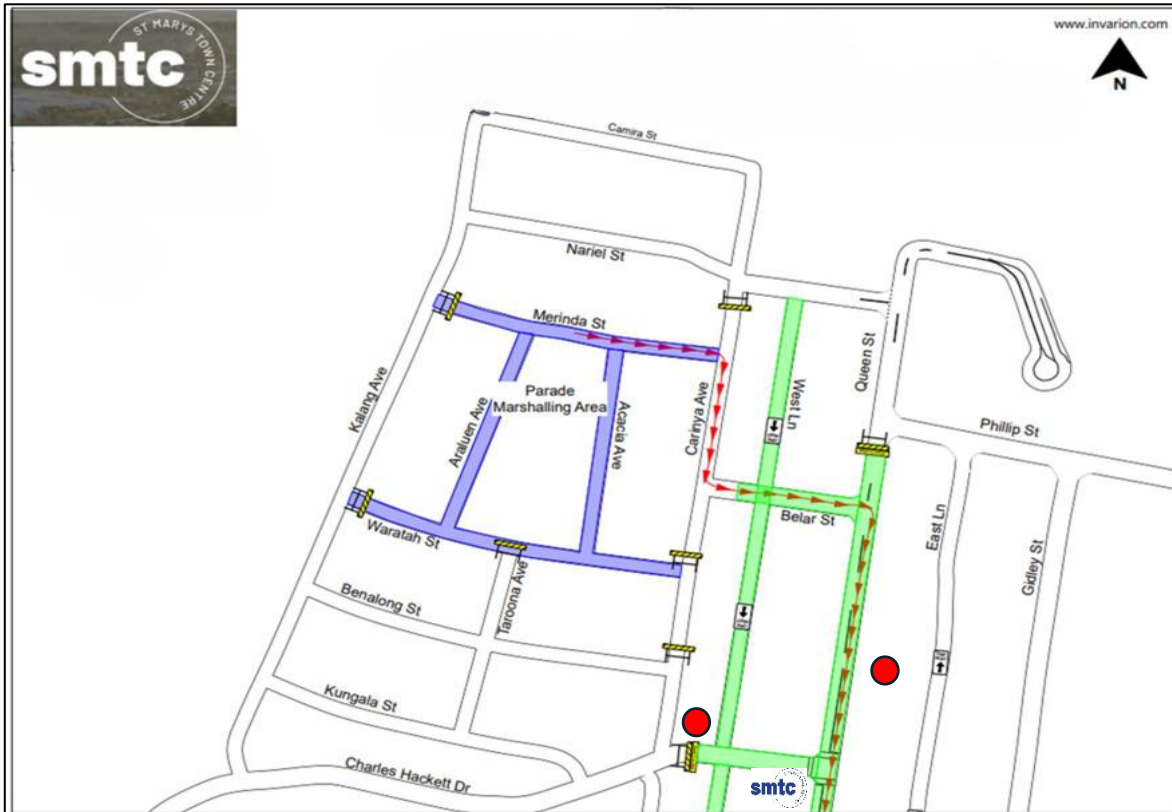 ST MARYS TOWN CENTRE
smtc
www.invarion.com
N
Camira St
Nariel St
Merinda St
Parade
Marshalling Area
Kalang Ave
Araluen Ave
Acacia Ave
Carinya Ave
West Ln
Queen St
Phillip St
Belar St
East Ln
Gidley St
Waratah St
Taroona Ave
Benalong St
Kungala St
Charles Hackett Dr
smtc